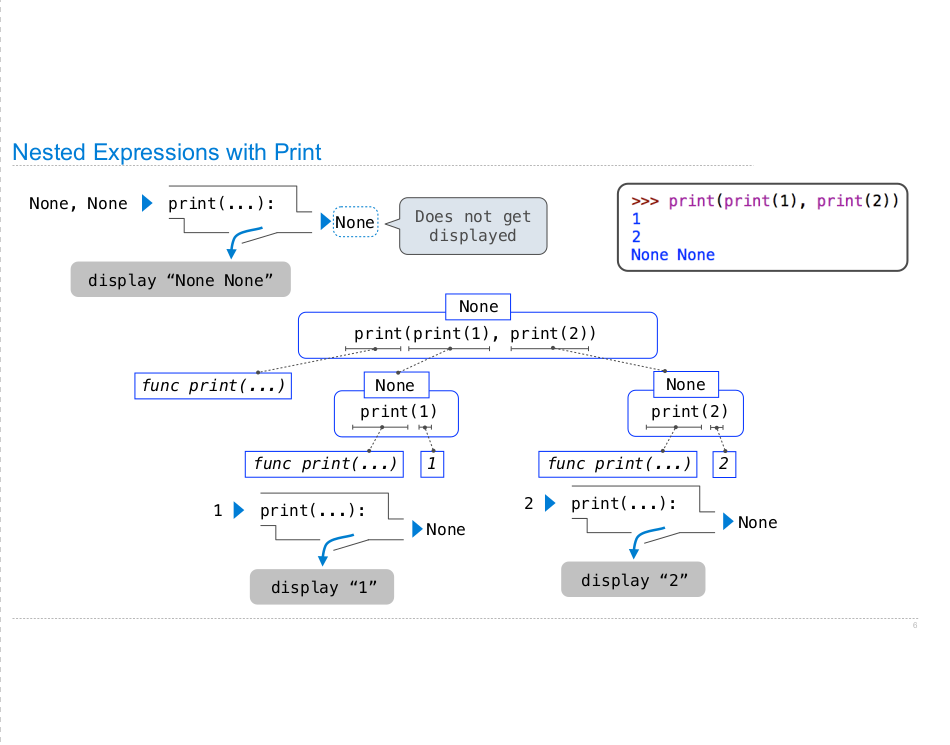 Nested Expressions with Print
None, None
print(...):
None
Does not get
displayed
display “None None”
>>> print(print(1), print(2))
1
2
None None
None
print(print(1), print(2))
func print(...)
None
print(1)
func print(...)
1
None
print(2)
func print(...)
2
1
print(...):
None
display “1”
2
print(...):
None
display “2”
6